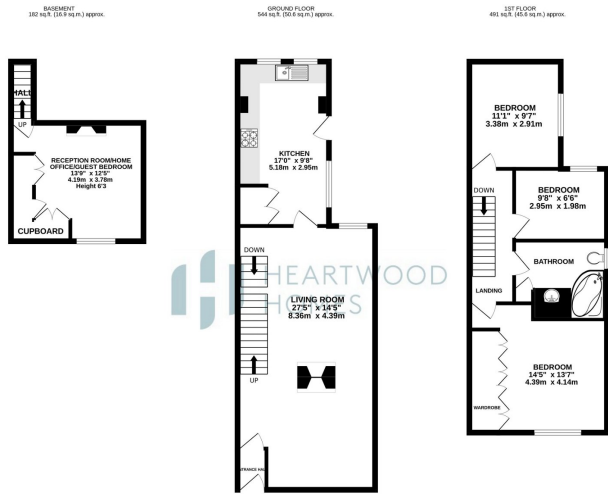 BASEMENT
182 sq.ft. (16.9 sq.m.) approx.
HALL
UP
RECEPTION ROOM/HOME
OFFICE/GUEST BEDROOM
13'9" x 12'5"
4.19m x 3.78m
Height 6'3
CUPBOARD
GROUND FLOOR
544 sq.ft. (50.6 sq.m.) approx.
KITCHEN
17'0" x 9'8"
5.18m x 2.95m
DOWN
LIVING ROOM
27'5" x 14'5"
8.36m x 4.39m
UP
ENTRANCE HALL
HEARTWOOD
HOMES
1ST FLOOR
491 sq.ft. (45.6 sq.m.) approx.
BEDROOM
11'1" x 9'7"
3.38m x 2.91m
DOWN
BEDROOM
9'8" x 6'6"
2.95m x 1.98m
BATHROOM
LANDING
BEDROOM
14'5" x 13'7"
4.39m x 4.14m
WARDROBE